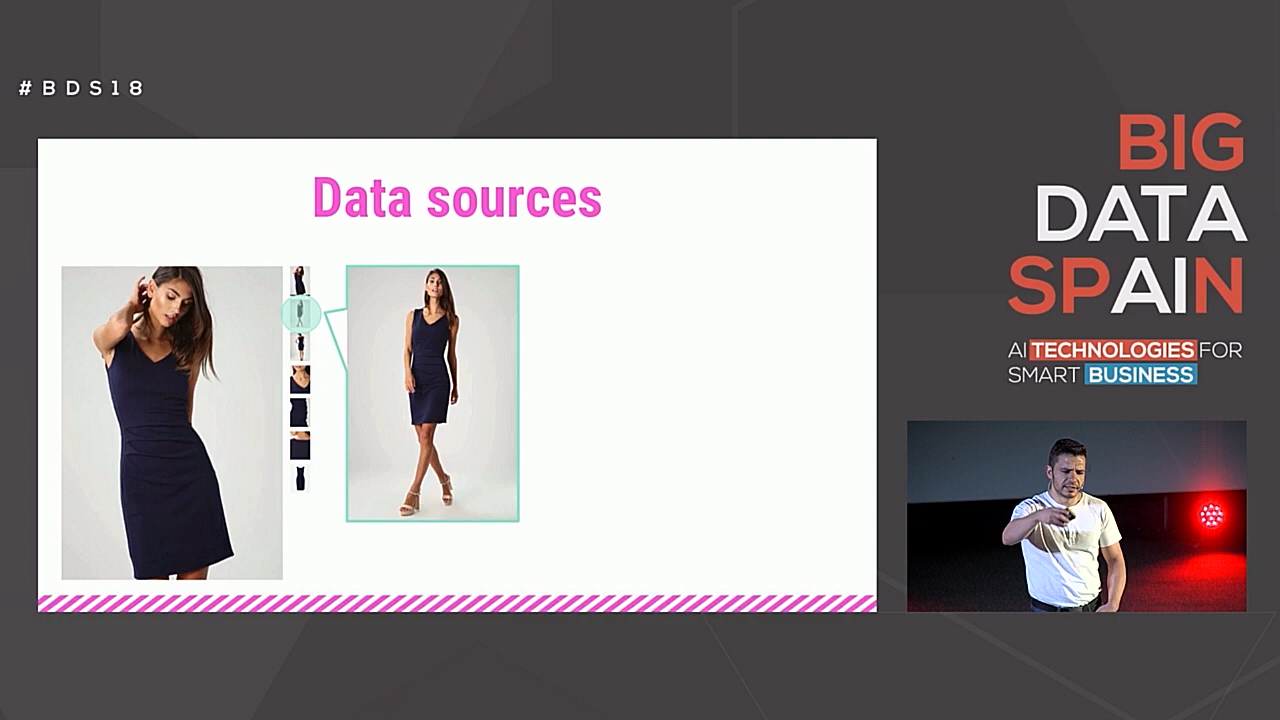 #BDS18
Data sources
BIG
DATA
SPAIN
AI TECHNOLOGIES FOR
SMART BUSINESS